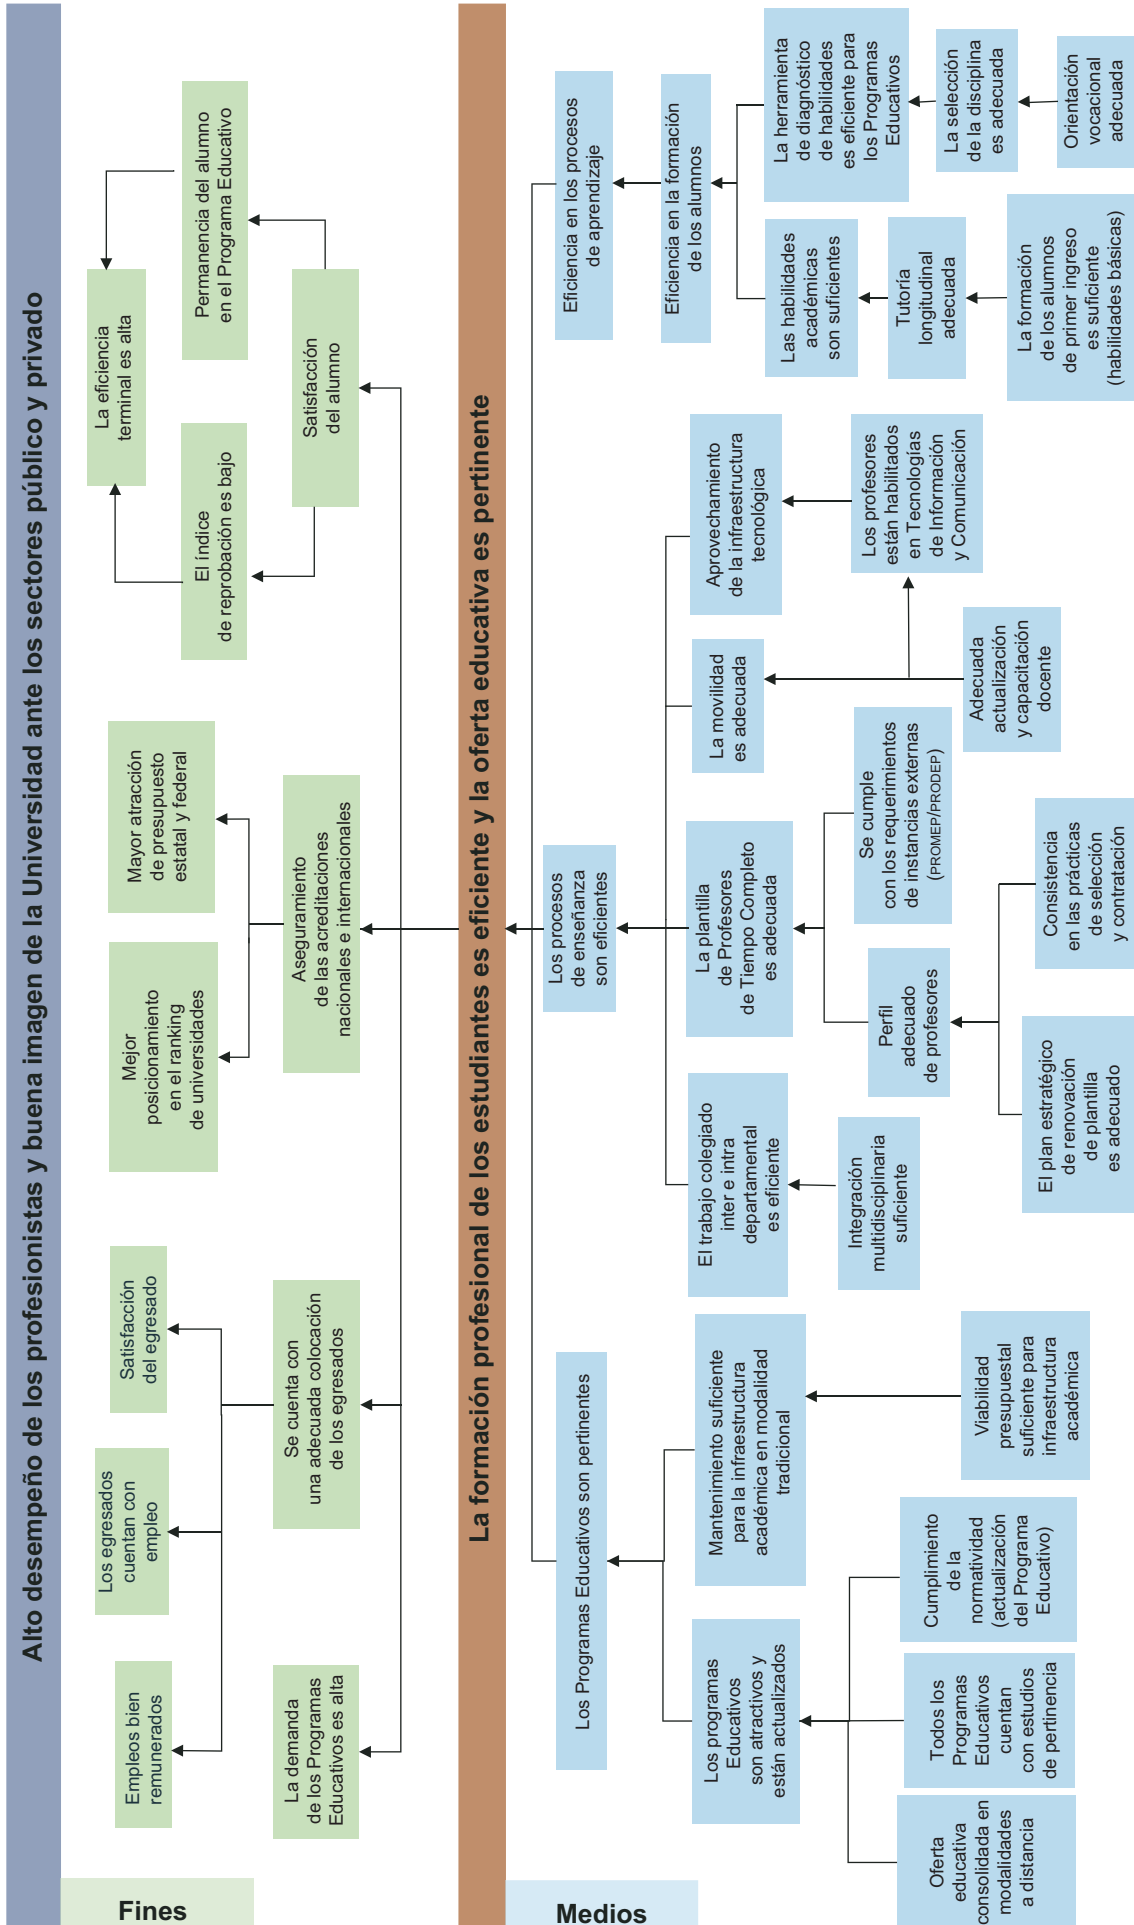 Alto desempeño de los profesionistas y buena imagen de la Universidad ante los sectores público y privado
Fines
Empleos bien
remunerados
Los egresados
cuentan con
empleo
Satisfacción
del egresado
Mejor
posicionamiento
en el ranking
de universidades
Mayor atracción
de presupuesto
estatal y federal
La eficiencia
terminal es alta
El índice
de reprobación es bajo
Permanencia del alumno
en el Programa Educativo
La demanda
de los Programas
Educativos es alta
Se cuenta con
una adecuada colocación
de los egresados
Aseguramiento
de las acreditaciones
nacionales e internacionales
Satisfacción
del alumno
La formación profesional de los estudiantes es eficiente y la oferta educativa es pertinente
Medios
Los Programas Educativos son pertinentes
Los procesos
de enseñanza
son eficientes
Eficiencia en los procesos
de aprendizaje
Eficiencia en la formación
de los alumnos
Los programas
Educativos
son atractivos y
están actualizados
Mantenimiento suficiente
para la infraestructura
académica en modalidad
tradicional
El trabajo colegiado
inter e intra
departamental
es eficiente
La plantilla
de Profesores
de Tiempo Completo
es adecuada
La movilidad
es adecuada
Aprovechamiento
de la infraestructura
tecnológica
Las habilidades
académicas
son suficientes
La herramienta
de diagnóstico
de habilidades
es eficiente para
los Programas
Educativos
Integración
multidisciplinaria
suficiente
Perfil
adecuado
de profesores
Se cumple
con los requerimientos
de instancias externas
(PROMEP/PRODEP)
Los profesores
están habilitados
en Tecnologías
de Información
y Comunicación
Tutoría
longitudinal
adecuada
La selección
de la disciplina
es adecuada
Oferta
educativa
consolidada en
modalidades
a distancia
Todos los
Programas
Educativos
cuentan
con estudios
de pertinencia
Cumplimiento
de la
normatividad
(actualización
del Programa
Educativo)
Viabilidad
presupuestal
suficiente para
infraestructura
académica
El plan estratégico
de renovación
de plantilla
es adecuado
Consistencia
en las prácticas
de selección
y contratación
Adecuada
actualización
y capacitación
docente
La formación
de los alumnos
de primer ingreso
es suficiente
(habilidades básicas)
Orientación
vocacional
adecuada